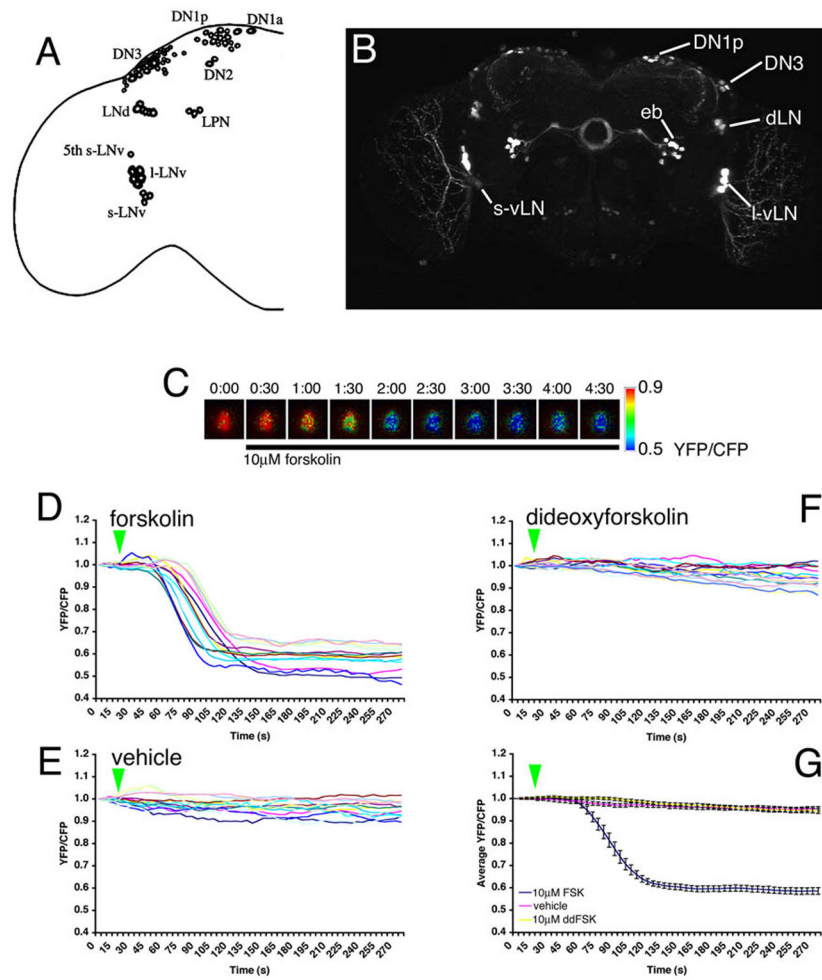 A
DN1p
DN1a
DN3
DN2
LNd
LPN
5th s-LNv
l-LNv
s-LNv
B
DN1p
DN3
eb
dLN
s-vLN
l-vLN
C
0:00 0:30 1:00 1:30 2:00 2:30 3:00 3:30 4:00 4:30
0.9
0.5
YFP/CFP
10µM forskolin
D
forskolin
YFP/CFP
1.2
1.1
1.0
0.9
0.8
0.7
0.6
0.5
0.4
0 15 30 45 60 75 90 105 120 135 150 165 180 195 210 225 240 255 270
Time (s)
F
dideoxyforskolin
YFP/CFP
1.2
1.1
1.0
0.9
0.8
0.7
0.6
0.5
0.4
0 15 30 45 60 75 90 105 120 135 150 165 180 195 210 225 240 255 270
Time (s)
E
vehicle
YFP/CFP
1.2
1.1
1.0
0.9
0.8
0.7
0.6
0.5
0.4
0 15 30 45 60 75 90 105 120 135 150 165 180 195 210 225 240 255 270
Time (s)
G
Average YFP/CFP
1.2
1.1
1.0
0.9
0.8
0.7
0.6
0.5
0.4
10µM FSK
vehicle
10µM ddFSK
0 15 30 45 60 75 90 105 120 135 150 165 180 195 210 225 240 255 270
Time (s)